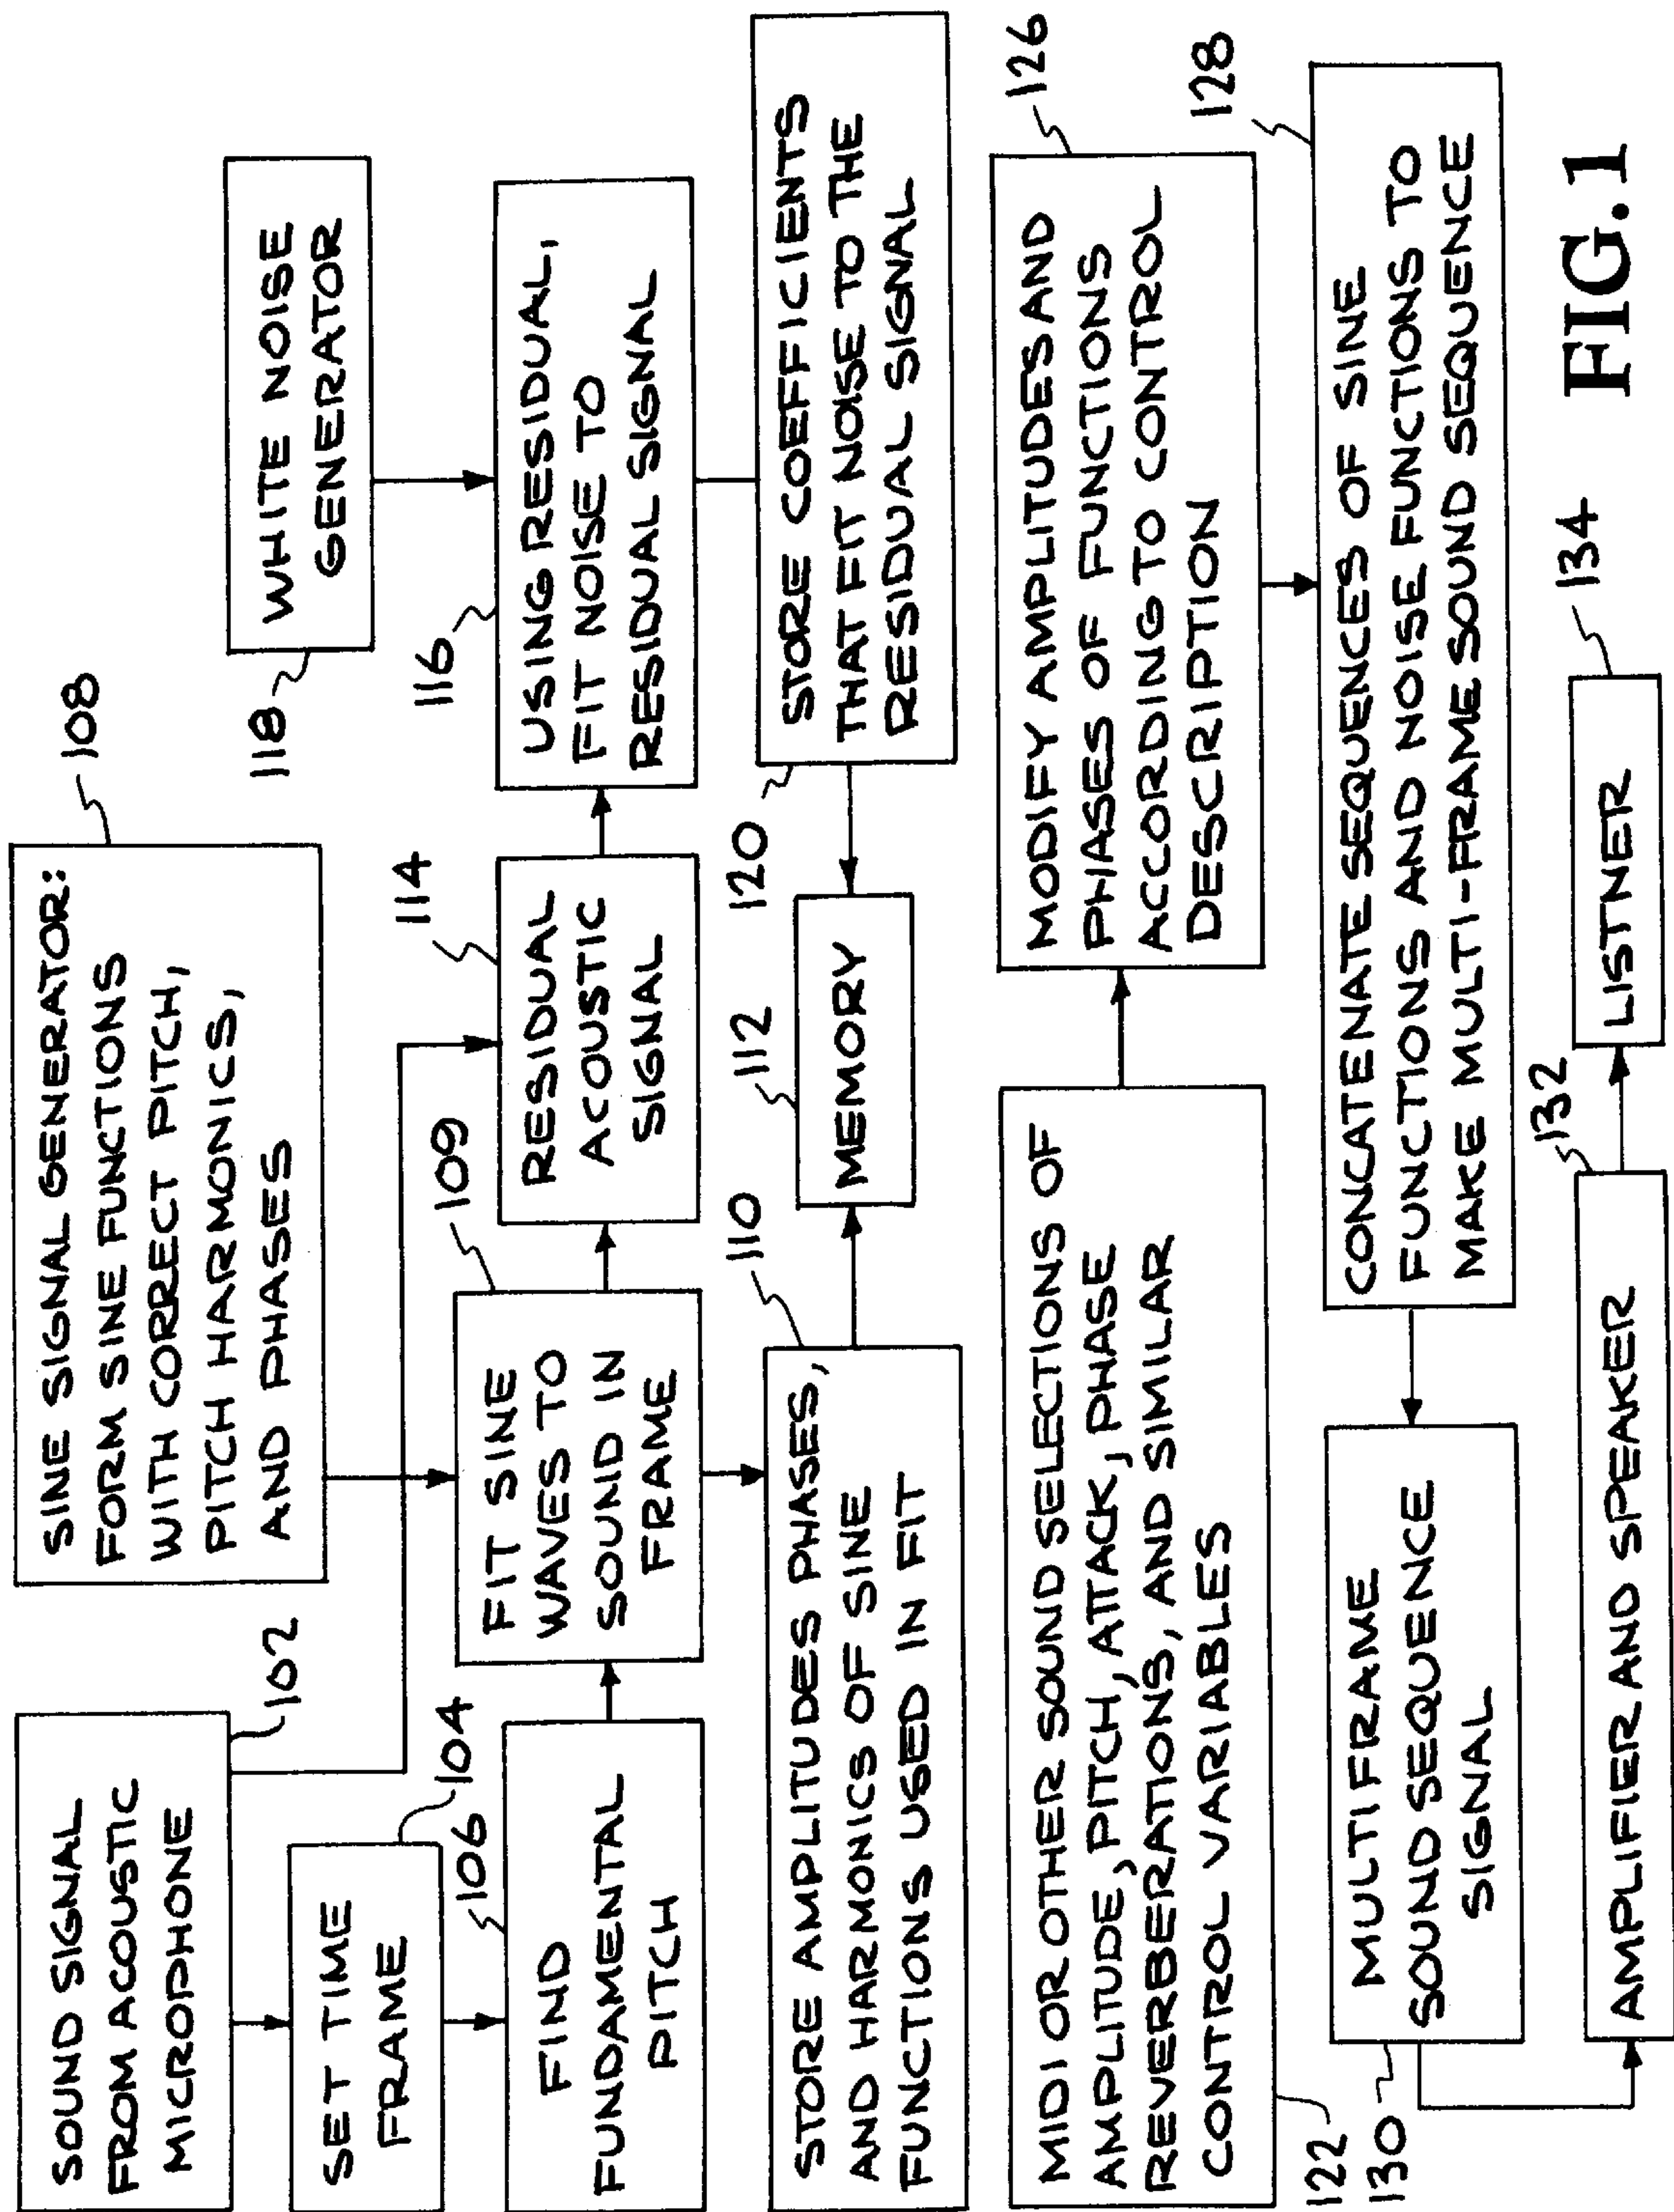 SOUND SIGNAL
FROM ACOUSTIC
MICROPHONE
102
SINE SIGNAL GENERATOR:
FORM SINE FUNCTIONS
WITH CORRECT PITCH,
PITCH HARMONICS,
AND PHASES
108
SET TIME
FRAME
104
WHITE NOISE
GENERATOR
118
FIND
FUNDAMENTAL
PITCH
106
FIT SINE
WAVES TO
SOUND IN
FRAME
109
RESIDUAL
ACOUSTIC
SIGNAL
114
USING RESIDUAL,
FIT NOISE TO
RESIDUAL SIGNAL
116
STORE AMPLITUDES PHASES,
AND HARMONICS OF SINE
FUNCTIONS USED IN FIT
110
MEMORY
112
STORE COEFFICIENTS
THAT FIT NOISE TO THE
RESIDUAL SIGNAL
120
MIDI OR OTHER SOUND SELECTIONS OF
AMPLITUDE, PITCH, ATTACK, PHASE
REVERBERATIONS, AND SIMILAR
CONTROL VARIABLES
122
MODIFY AMPLITUDES AND
PHASES OF FUNCTIONS
ACCORDING TO CONTROL
DESCRIPTION
126
MULTIFRAME
SOUND SEQUENCE
SIGNAL
130
CONCATENATE SEQUENCES OF SINE
FUNCTIONS AND NOISE FUNCTIONS TO
MAKE MULTI-FRAME SOUND SEQUENCE
128
AMPLIFIER AND SPEAKER
132
LISTNER
134
FIG.1